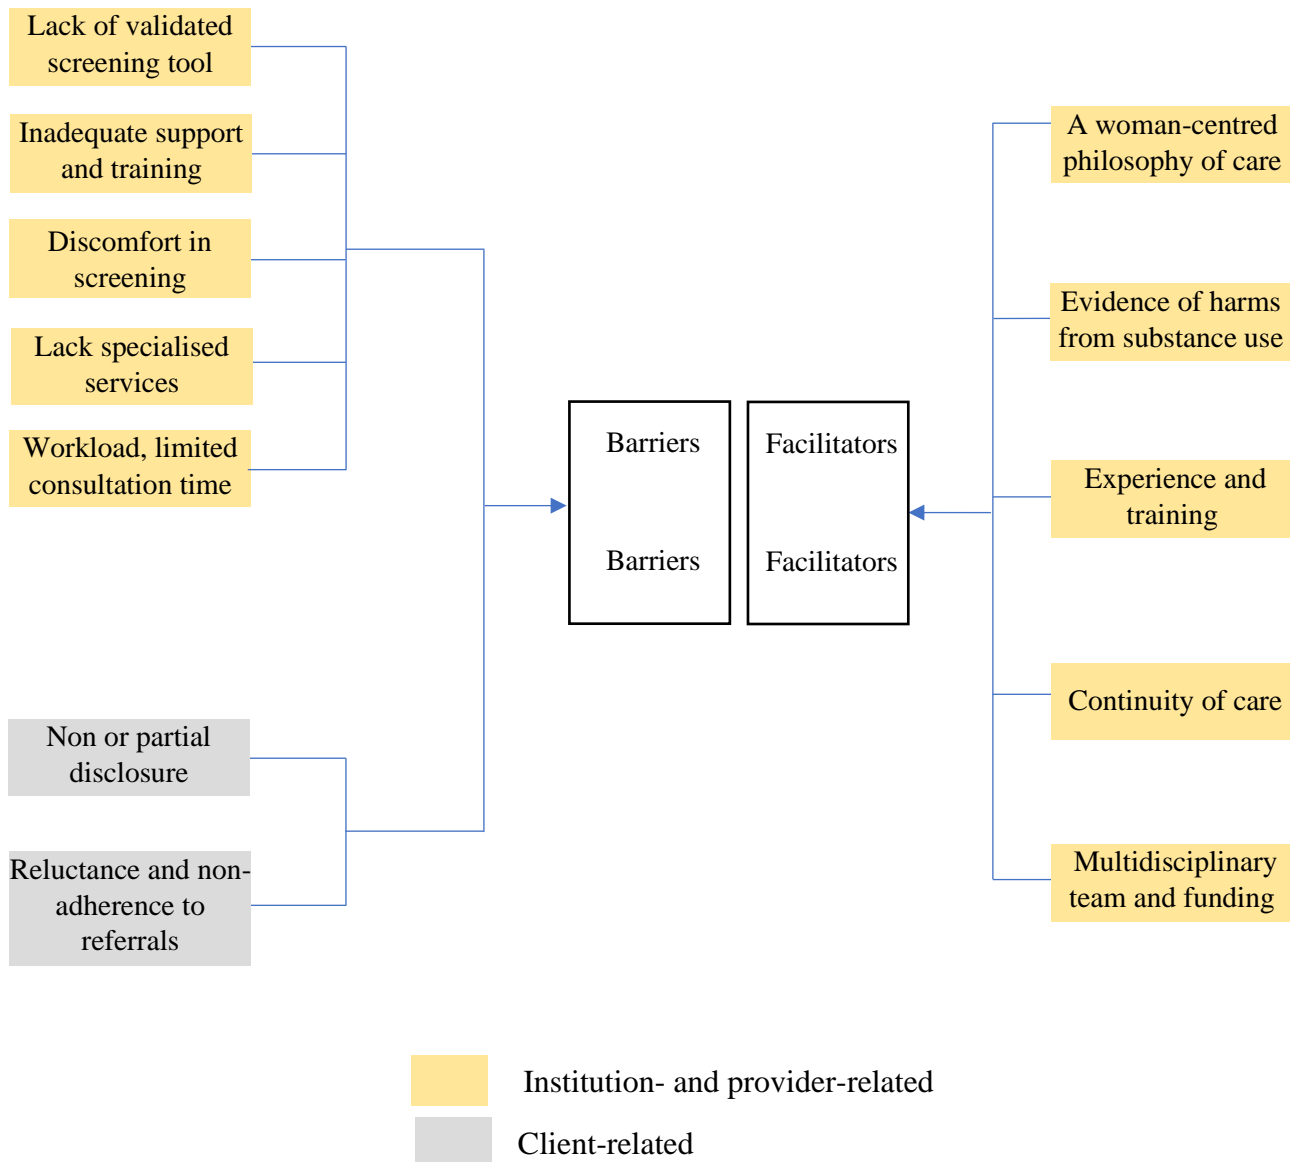 Lack of validated
screening tool
Inadequate support
and training
Discomfort in
screening
Lack specialised
services
Workload, limited
consultation time
Non or partial
disclosure
Reluctance and non-
adherence to
referrals
Barriers
Barriers
Facilitators
Facilitators
A woman-centred
philosophy of care
Evidence of harms
from substance use
Experience and
training
Continuity of care
Multidisciplinary
team and funding
Institution- and provider-related
Client-related